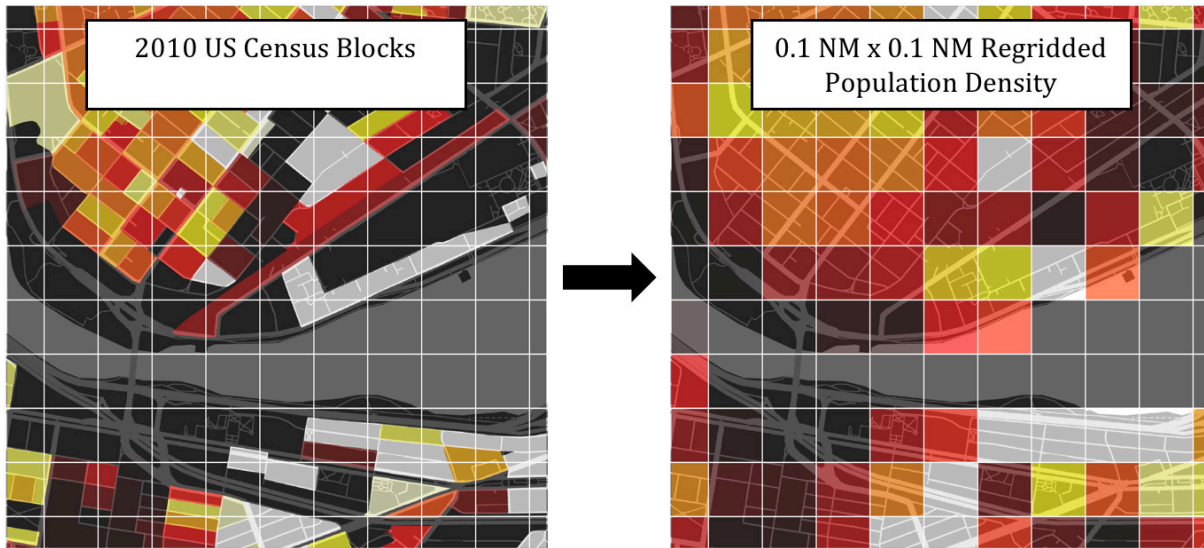 2010 US Census Blocks
0.1 NM x 0.1 NM Regridded
Population Density